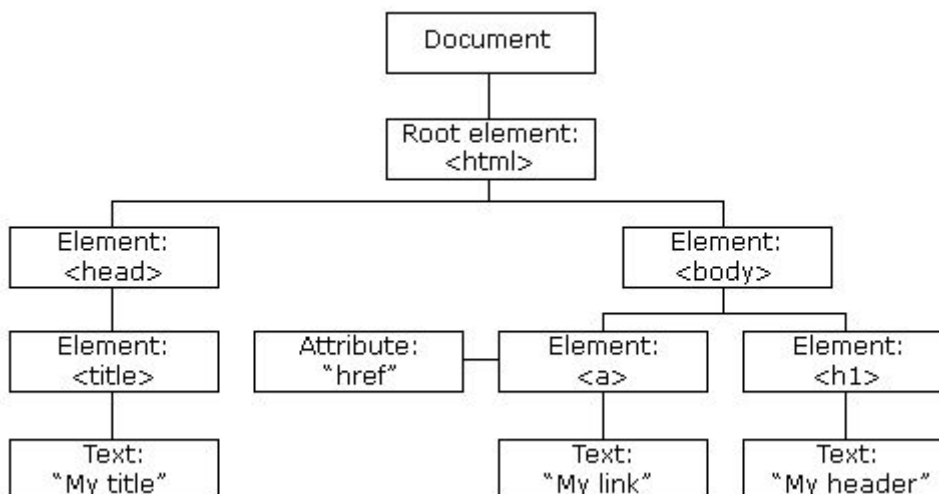 Document
Root element:
<html>
Element:
<head>
Element:
<body>
Element:
<title>
Attribute:
“href”
Element:
<a>
Element:
<h1>
Text:
“My title”
Text:
“My link”
Text:
“My header”